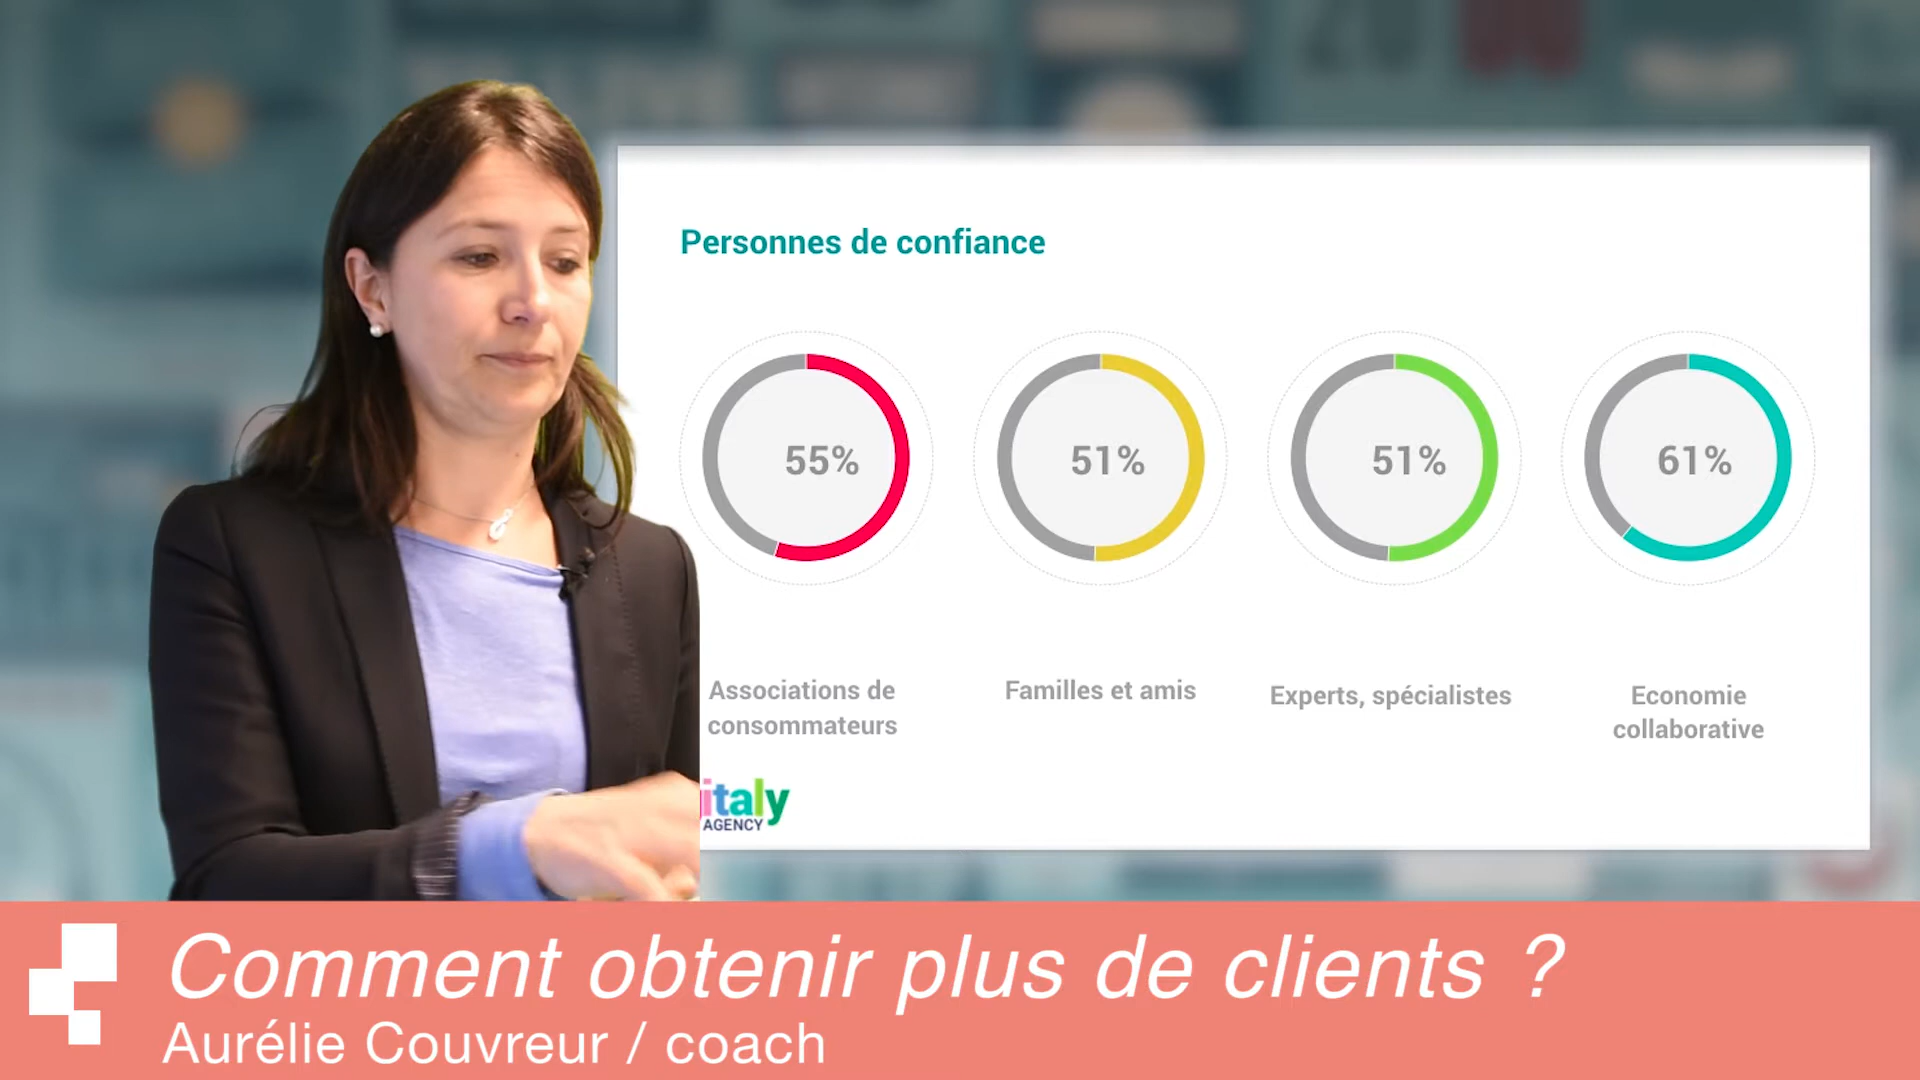 Personnes de confiance
55%
51%
51%
61%
Associations de
consommateurs
Familles et amis
Experts, spécialistes
Economie
collaborative
italy
AGENCY
Comment obtenir plus de clients ?
Aurélie Couvreur / coach